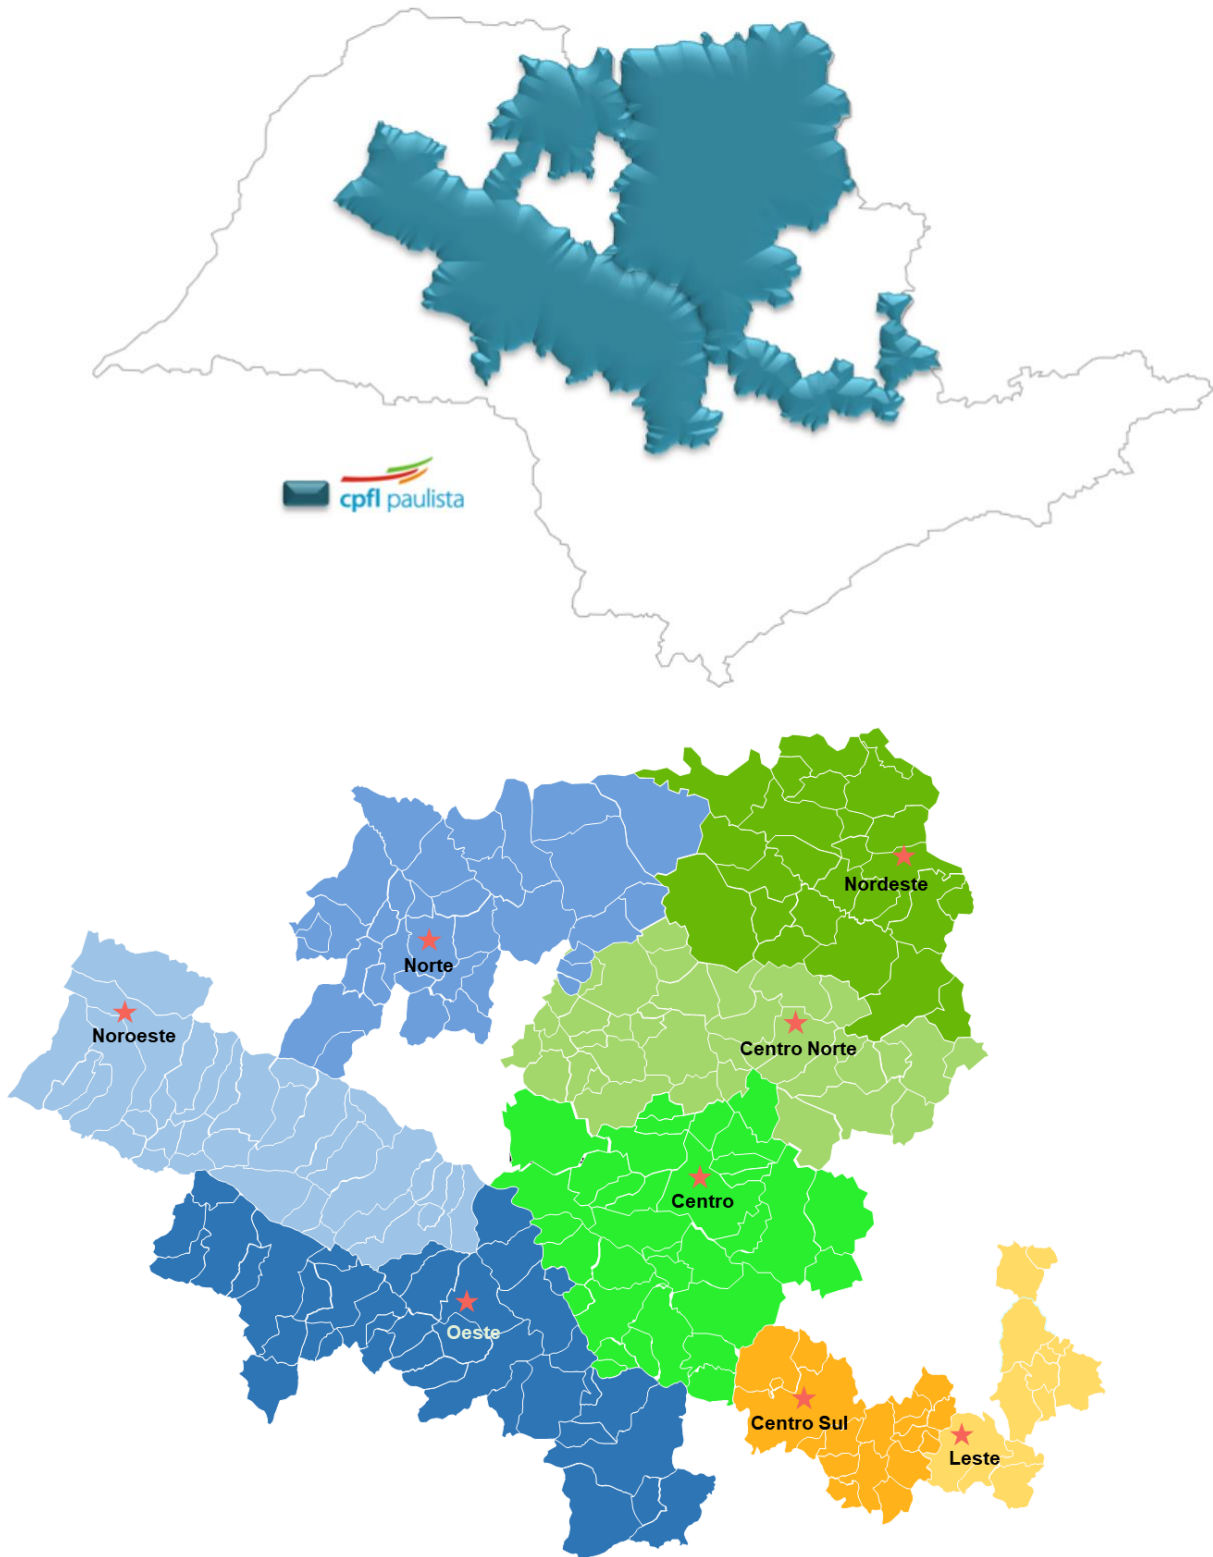 cpfl paulista
Nordeste
Norte
Noroeste
Centro Norte
Centro
Oeste
Centro Sul
Leste